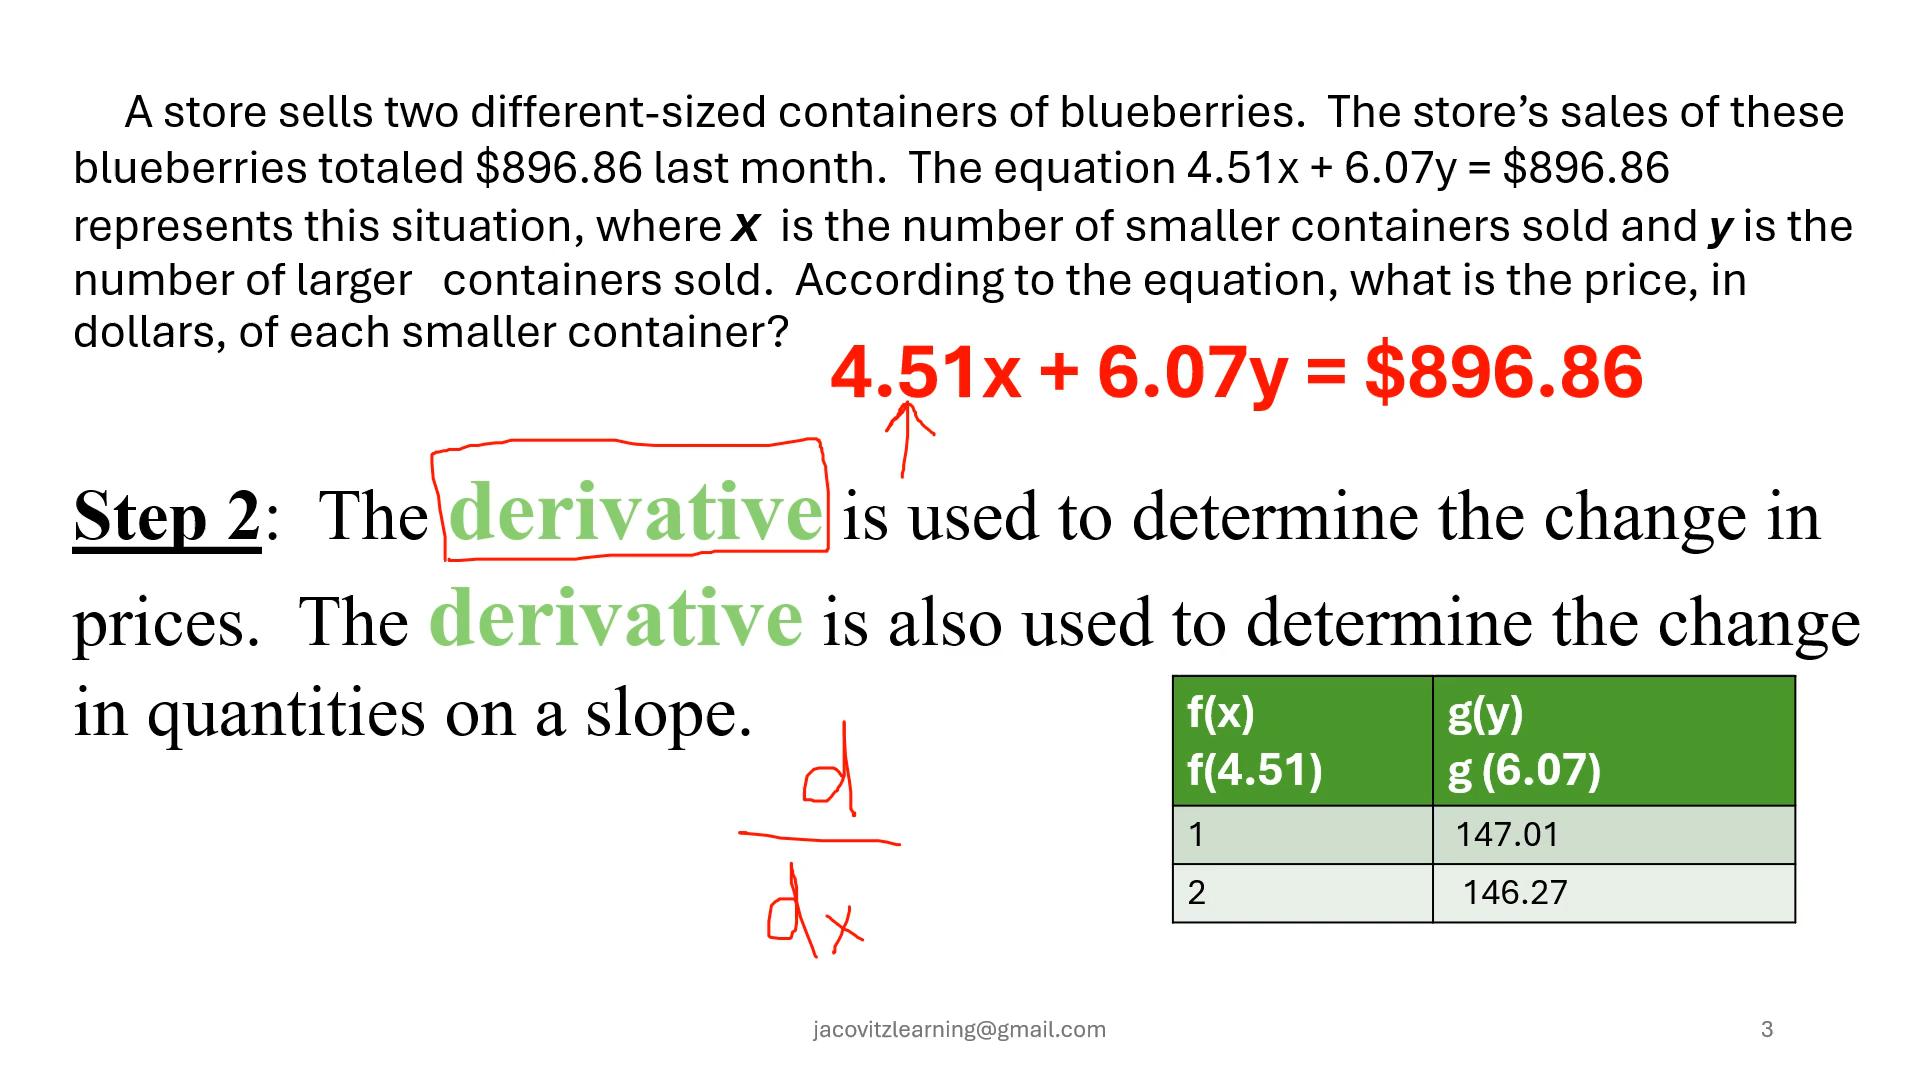 A store sells two different-sized containers of blueberries.  The store’s sales of these
blueberries totaled $896.86 last month.  The equation 4.51x + 6.07y = $896.86
represents this situation, where x  is the number of smaller containers sold and y is the
number of larger   containers sold.  According to the equation, what is the price, in
dollars, of each smaller container?
4.51x + 6.07y = $896.86
Step 2:  The derivative is used to determine the change in
prices.  The derivative is also used to determine the change
in quantities on a slope.
d
dx
f(x) g(y)
f(4.51) g (6.07)
1 147.01
2 146.27
jacovitzlearning@gmail.com 3